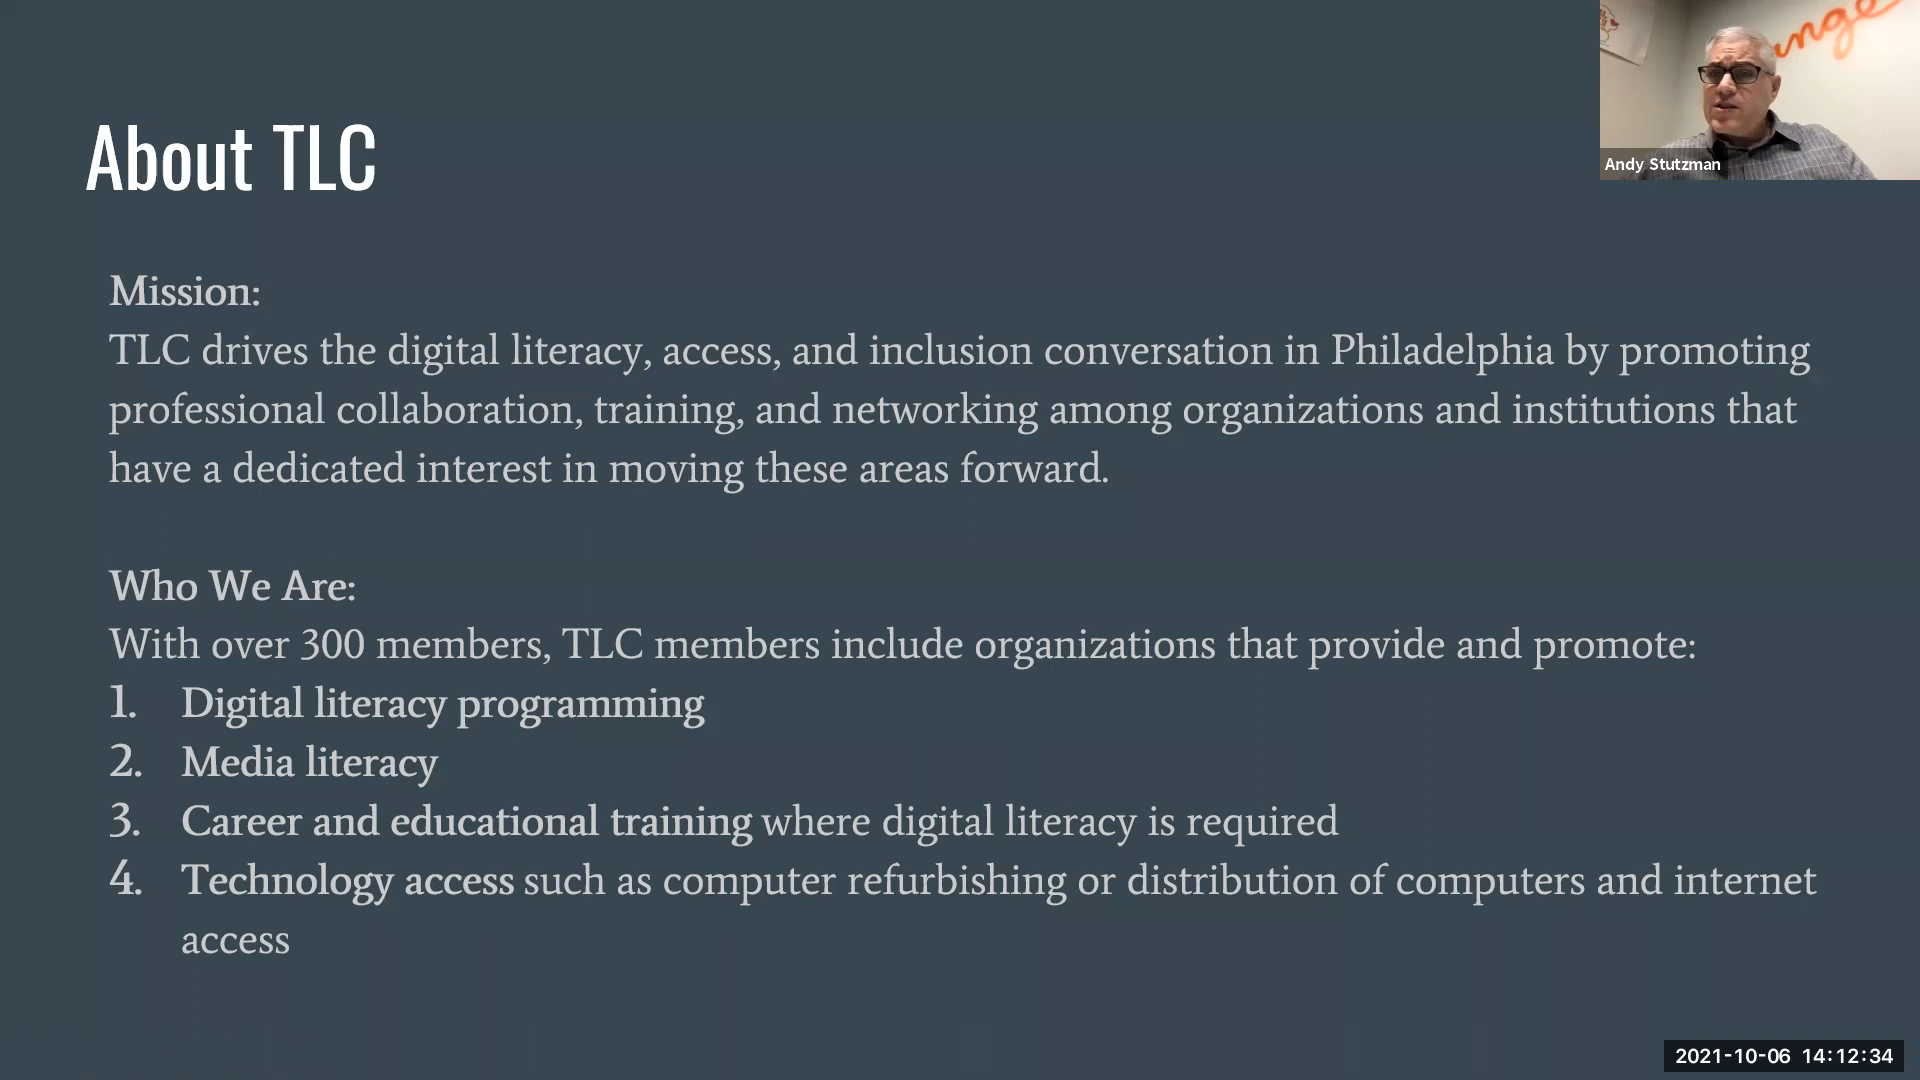 About TLC
Mission:
TLC drives the digital literacy, access, and inclusion conversation in Philadelphia by promoting
professional collaboration, training, and networking among organizations and institutions that
have a dedicated interest in moving these areas forward.
Who We Are:
With over 300 members, TLC members include organizations that provide and promote:
1. Digital literacy programming
2. Media literacy
3. Career and educational training where digital literacy is required
4. Technology access such as computer refurbishing or distribution of computers and internet
access
nge
Andy Stutzman
2021-10-06 14:12:34